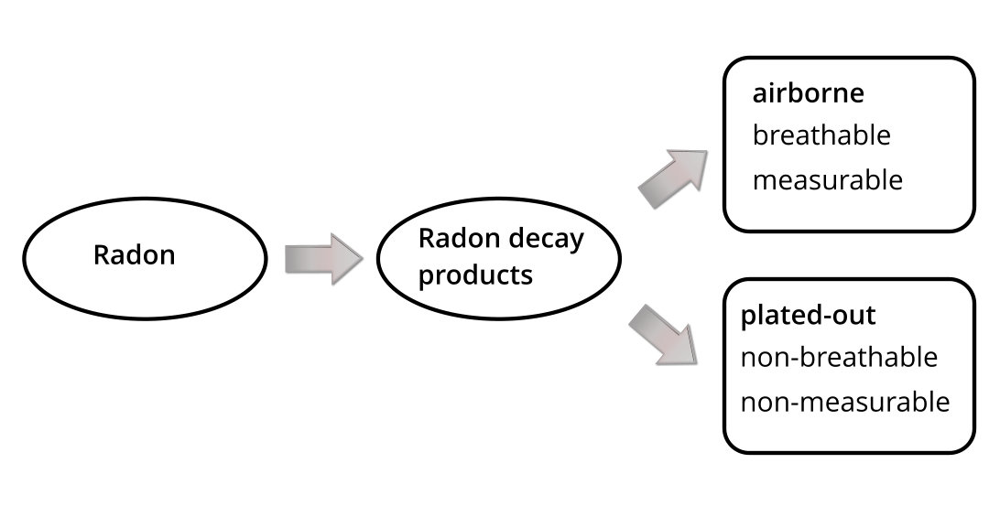 Radon
Radon decay
products
airborne
breathable
measurable
plated-out
non-breathable
non-measurable